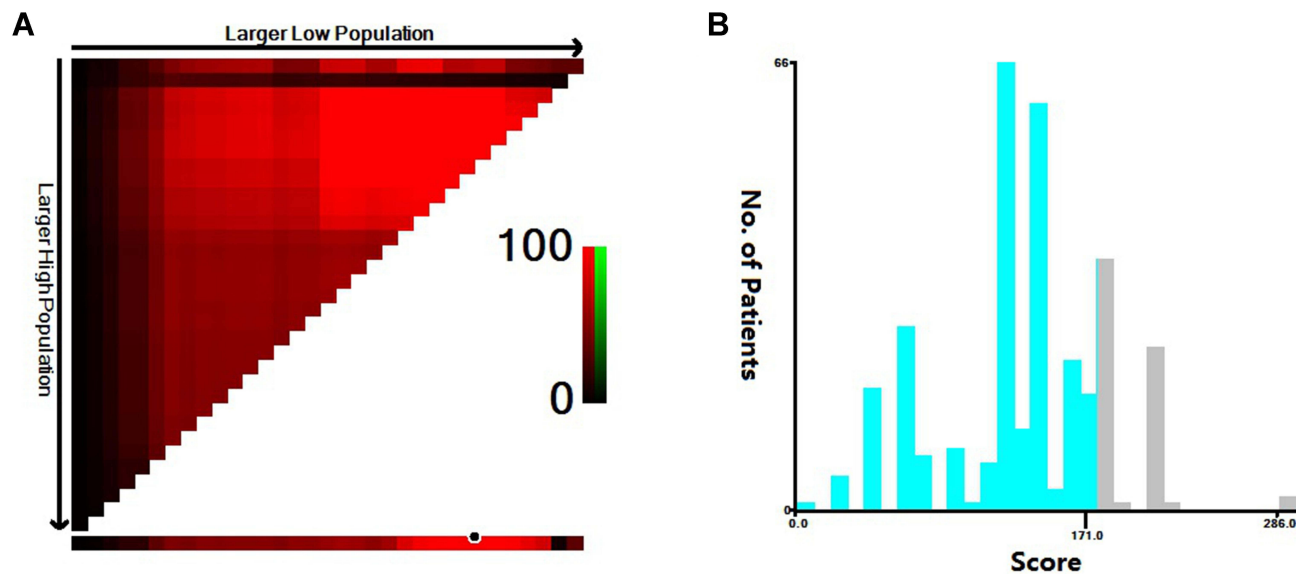 A
Larger Low Population
Larger High Population
100
0
B
66
No. of Patients
0
0.0
171.0
286.0
Score